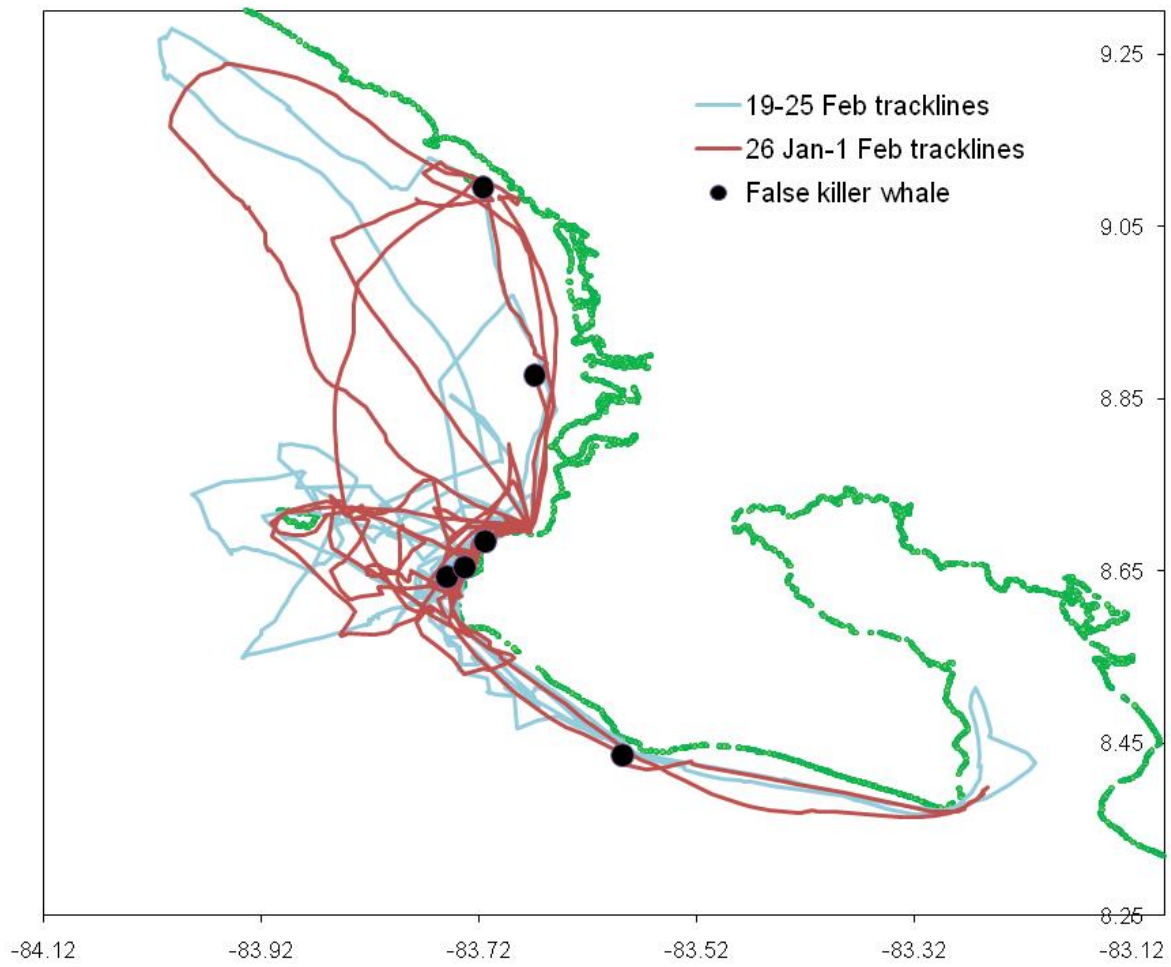 9.25
19-25 Feb tracklines
26 Jan-1 Feb tracklines
False killer whale
9.05
8.85
8.65
8.45
8.25
-84.12 -83.92 -83.72 -83.52 -83.32 -83.12